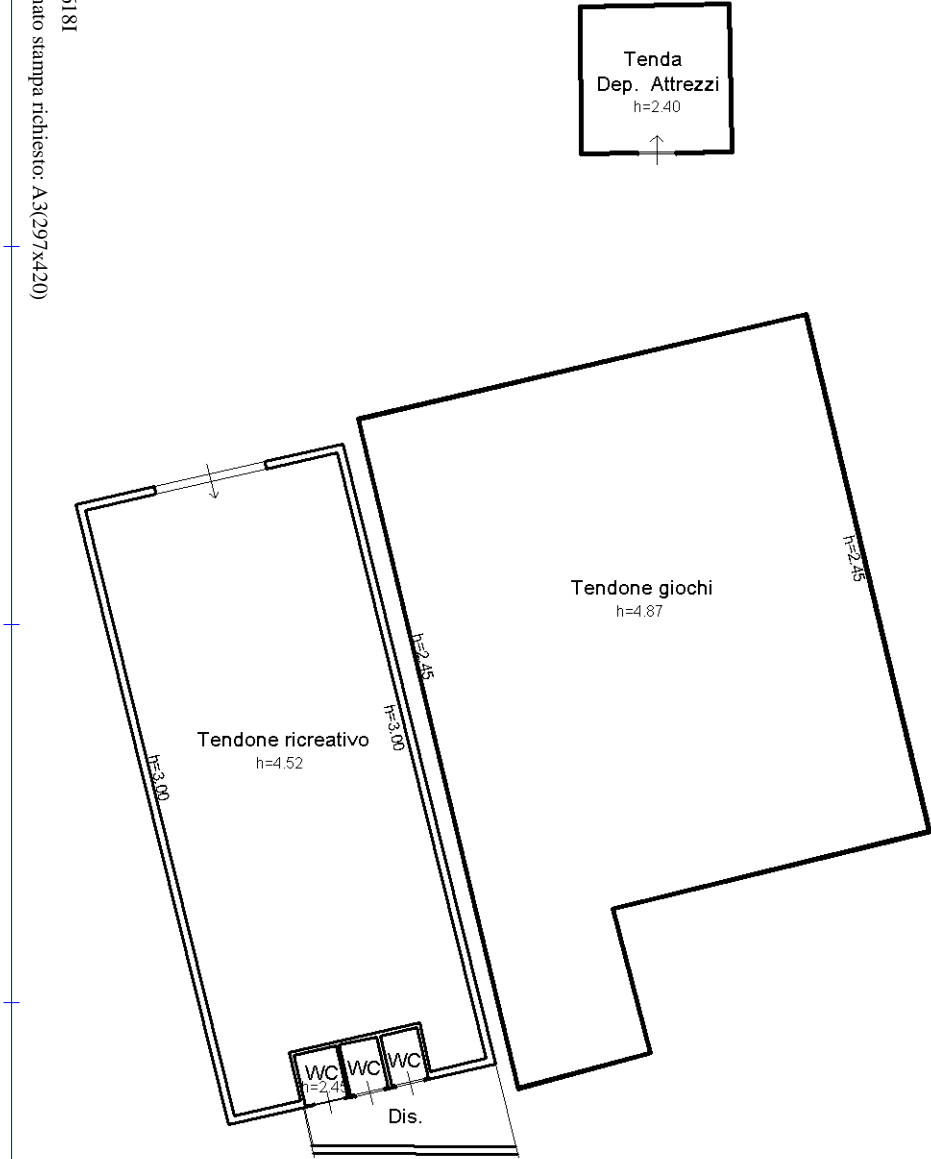 618I
mato stampa richiesto: A3(297x420)
Tenda
Dep. Attrezzi
h=2.40
h=2.45
Tendone giochi
h=4.87
h=2.45
h=3.00
Tendone ricreativo
h=4.52
h=3.00
WC
WC
WC
h=2.45
Dis.